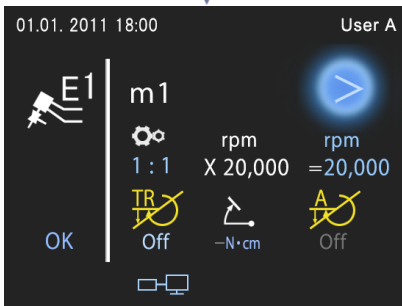 01.01. 2011 18:00 User A
E1 m1 >
rpm rpm
1 : 1 X 20,000 =20,000
TR A
OK Off –N·cm Off